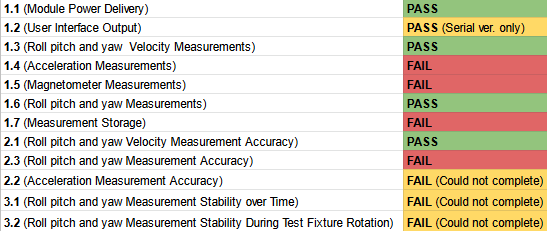 1.1 (Module Power Delivery) PASS
1.2 (User Interface Output) PASS (Serial ver. only)
1.3 (Roll pitch and yaw  Velocity Measurements) PASS
1.4 (Acceleration Measurements) FAIL
1.5 (Magnetometer Measurements) FAIL
1.6 (Roll pitch and yaw Measurements) PASS
1.7 (Measurement Storage) FAIL
2.1 (Roll pitch and yaw Velocity Measurement Accuracy) PASS
2.3 (Roll pitch and yaw Measurement Accuracy) FAIL
2.2 (Acceleration Measurement Accuracy) FAIL (Could not complete)
3.1 (Roll pitch and yaw Measurement Stability over Time) FAIL (Could not complete)
3.2 (Roll pitch and yaw Measurement Stability During Test Fixture Rotation) FAIL (Could not complete)